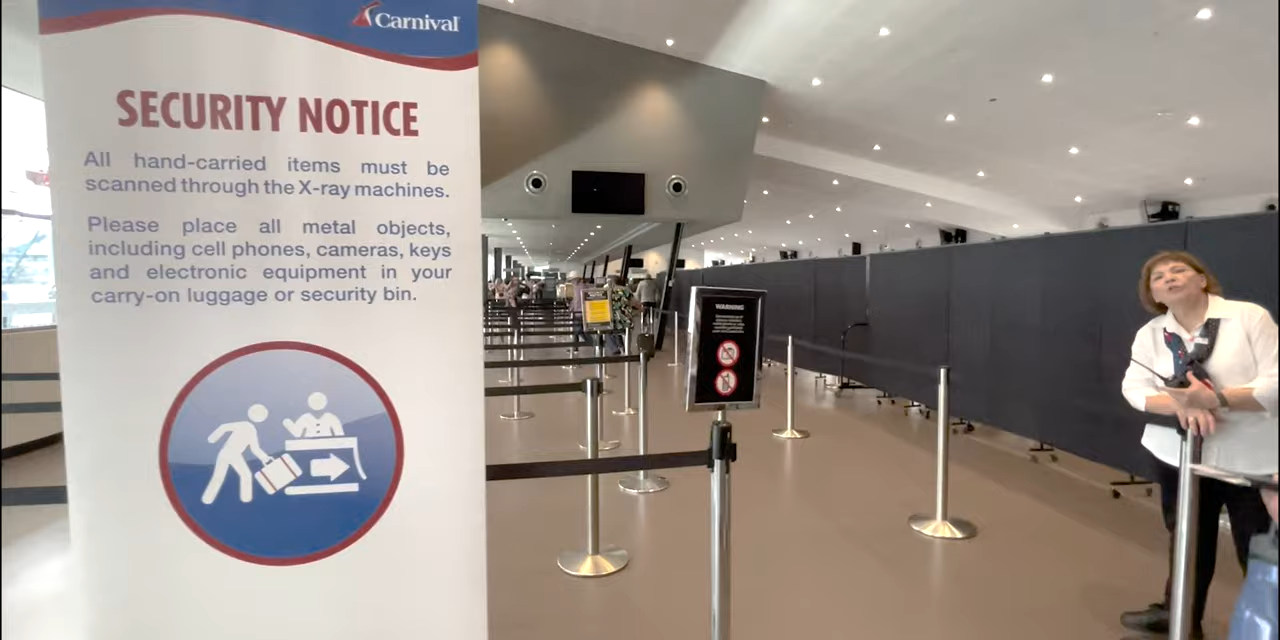 Carnival
SECURITY NOTICE
All hand-carried items must be
scanned through the X-ray machines.
Please place all metal objects,
including cell phones, cameras, keys
and electronic equipment in your
carry-on luggage or security bin.
WARNING